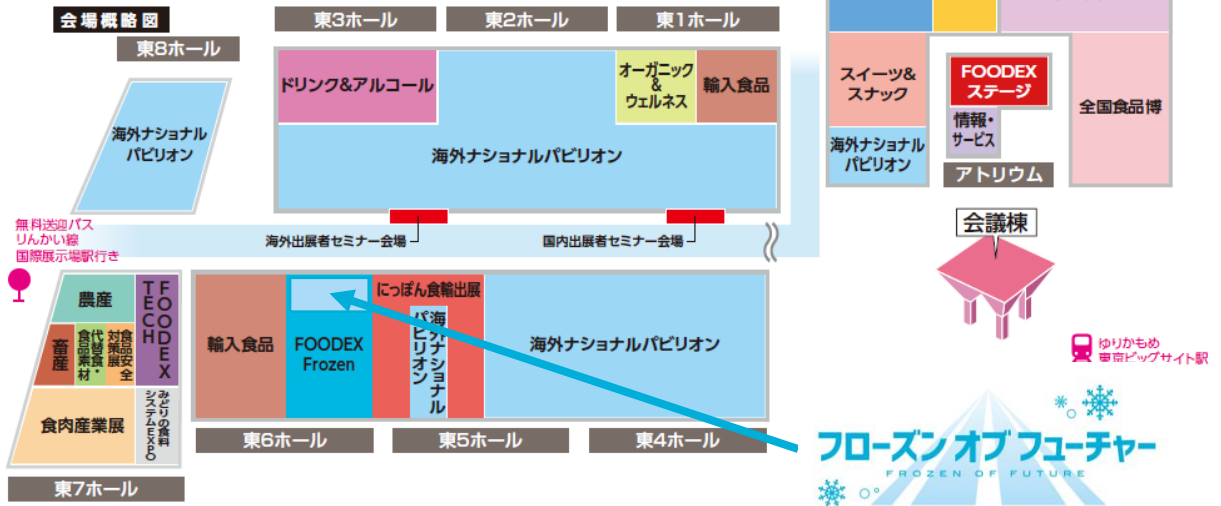 会場概略図
東3ホール
東2ホール
東1ホール
東8ホール
海外ナショナル
パビリオン
ドリンク&アルコール
オーガニック
&
ウェルネス
輸入食品
海外ナショナルパビリオン
スイーツ&
スナック
海外ナショナル
パビリオン
FOODEX
ステージ
情報・
サービス
アトリウム
全国食品博
無料送迎バス
りんかい線
国際展示場駅行き
海外出展者セミナー会場
国内出展者セミナー会場
会議棟
農産
FOODEX
TECH
畜産
代替食・
食品素材
食品安全
対策展
食肉産業展
みどりの食料
システムEXPO
東7ホール
輸入食品
FOODEX
Frozen
にっぽん食輸出展
海外ナショナル
パビリオン
海外ナショナルパビリオン
東6ホール
東5ホール
東4ホール
ゆりかもめ
東京ビッグサイト駅
フローズン オブ フューチャー
FROZEN OF FUTURE